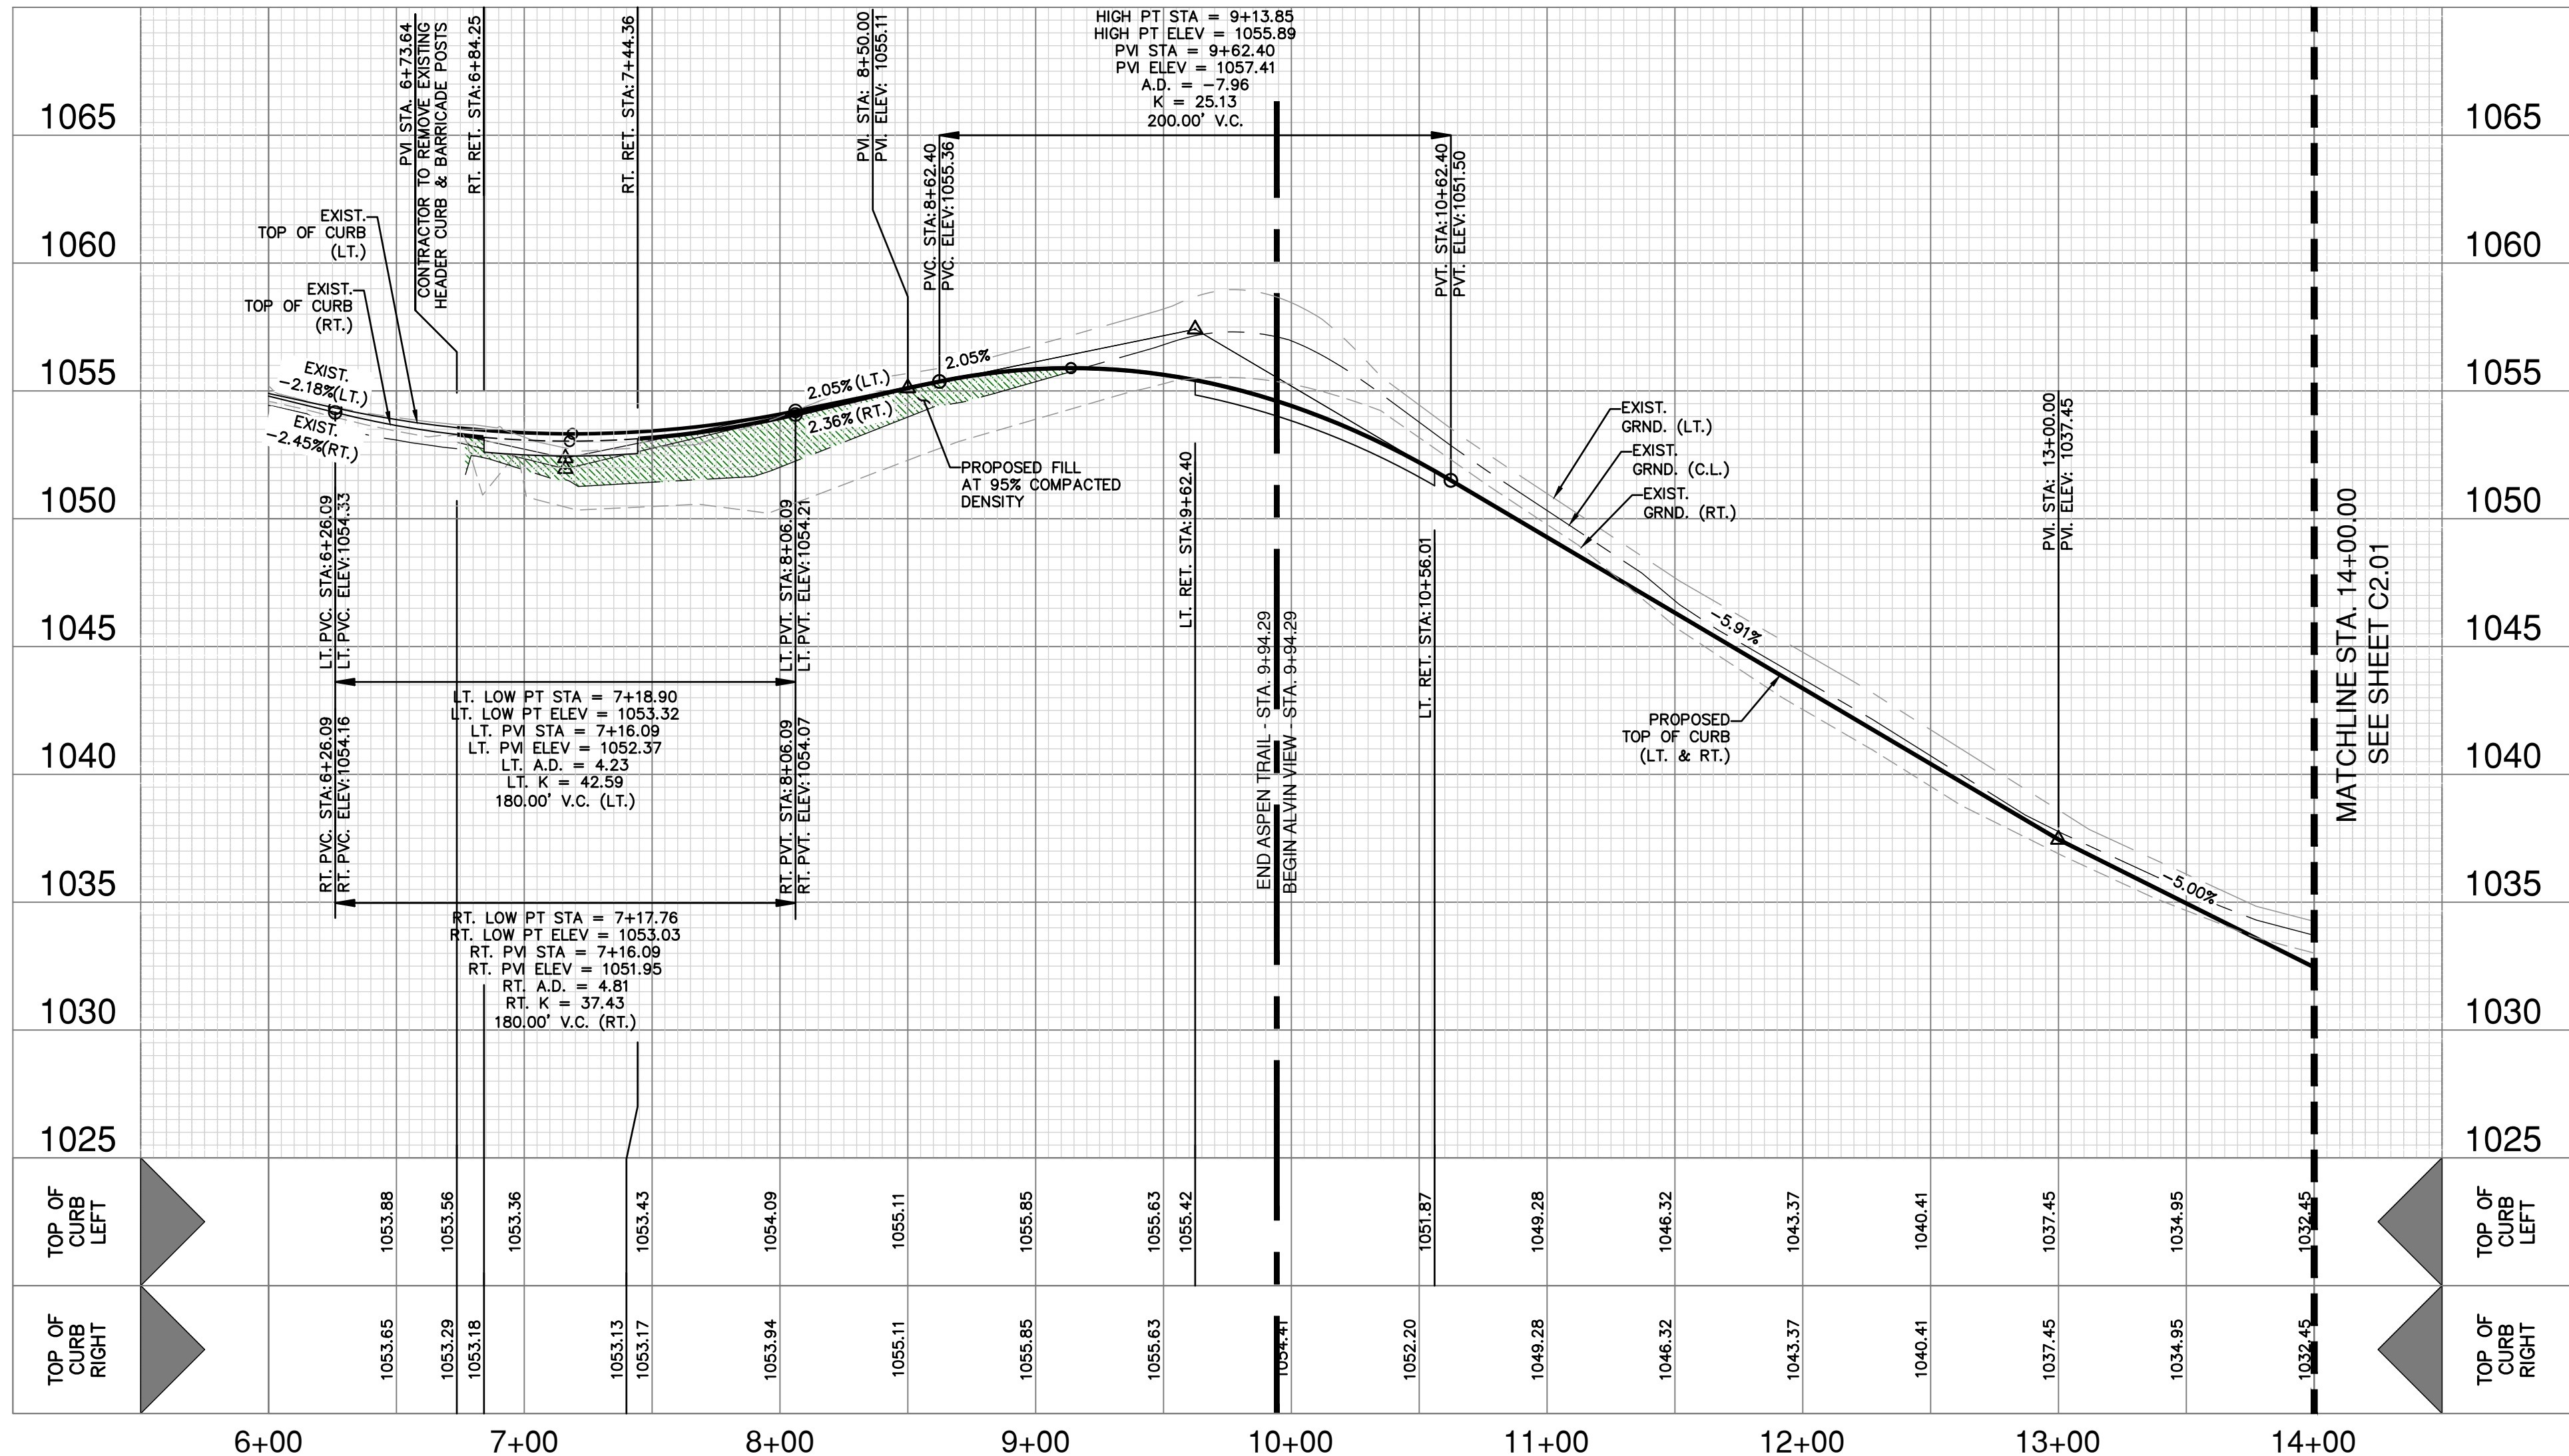 HIGH PT STA = 9+13.85
HIGH PT ELEV = 1055.89
PVI STA = 9+62.40
PVI ELEV = 1057.41
A.D. = -7.96
K = 25.13
200.00' V.C.
PVI STA. 6+73.64
CONTRACTOR TO REMOVE EXISTING
HEADER CURB & BARRICADE POSTS
RT. RET. STA:6+84.25
RT. RET. STA:7+44.36
PVI. STA: 8+50.00
PVI. ELEV: 1055.11
PVC. STA:8+62.40
PVC. ELEV:1055.36
PVT. STA:10+62.40
PVT. ELEV:1051.50
1065
1065
1060
1060
1055
1055
1050
1050
1045
1045
1040
1040
1035
1035
1030
1030
1025
1025
EXIST.
TOP OF CURB
(LT.)
EXIST.
TOP OF CURB
(RT.)
EXIST.
-2.18%(LT.)
EXIST.
-2.45%(RT.)
2.05% (LT.)
2.36% (RT.)
2.05%
PROPOSED FILL
AT 95% COMPACTED
DENSITY
EXIST.
GRND. (LT.)
EXIST.
GRND. (C.L.)
EXIST.
GRND. (RT.)
PVI. STA: 13+00.00
PVI. ELEV: 1037.45
MATCHLINE STA. 14+00.00
SEE SHEET C2.01
LT. PVC. STA:6+26.09
LT. PVC. ELEV:1054.33
LT. PVT. STA:8+06.09
LT. PVT. ELEV:1054.21
LT. RET. STA:9+62.40
LT. RET. STA:10+56.01
END ASPEN TRAIL - STA. 9+94.29
BEGIN ALVIN VIEW - STA. 9+94.29
-5.91%
PROPOSED
TOP OF CURB
(LT. & RT.)
-5.00%
LT. LOW PT STA = 7+18.90
LT. LOW PT ELEV = 1053.32
LT. PVI STA = 7+16.09
LT. PVI ELEV = 1052.37
LT. A.D. = 4.23
LT. K = 42.59
180.00' V.C. (LT.)
RT. PVC. STA:6+26.09
RT. PVC. ELEV:1054.16
RT. PVT. STA:8+06.09
RT. PVT. ELEV:1054.07
RT. LOW PT STA = 7+17.76
RT. LOW PT ELEV = 1053.03
RT. PVI STA = 7+16.09
RT. PVI ELEV = 1051.95
RT. A.D. = 4.81
RT. K = 37.43
180.00' V.C. (RT.)
TOP OF
CURB
LEFT
1053.88
1053.56
1053.36
1053.43
1054.09
1055.11
1055.85
1055.63
1055.42
1051.87
1049.28
1046.32
1043.37
1040.41
1037.45
1034.95
1032.45
TOP OF
CURB
LEFT
TOP OF
CURB
RIGHT
1053.65
1053.29
1053.18
1053.13
1053.17
1053.94
1055.11
1055.85
1055.63
1054.41
1052.20
1049.28
1046.32
1043.37
1040.41
1037.45
1034.95
1032.45
TOP OF
CURB
RIGHT
6+00
7+00
8+00
9+00
10+00
11+00
12+00
13+00
14+00